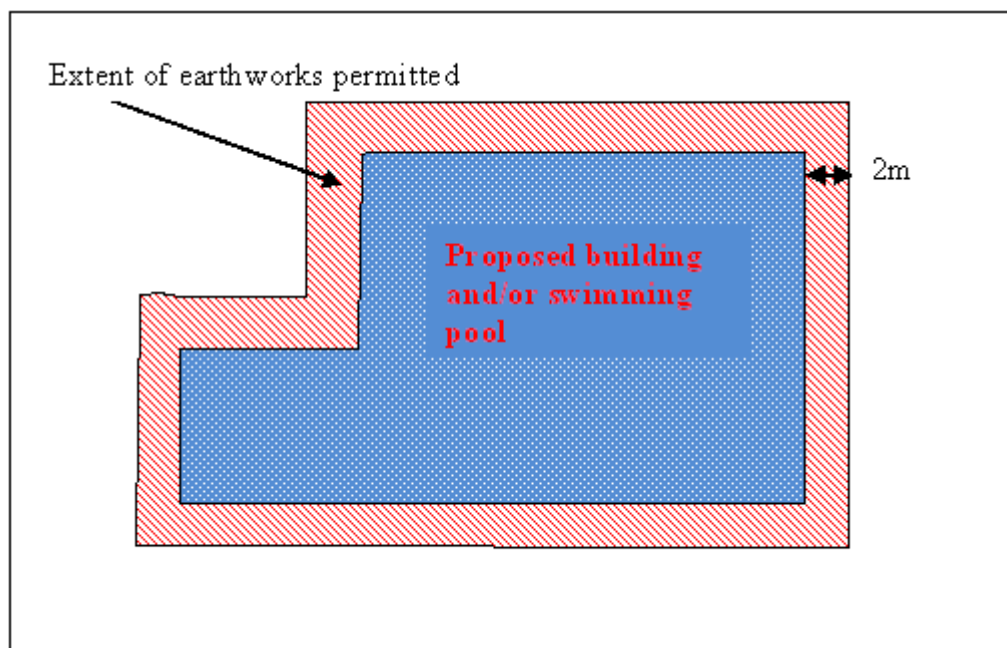 Extent of earthworks permitted
2m
Proposed building
and/or swimming
pool